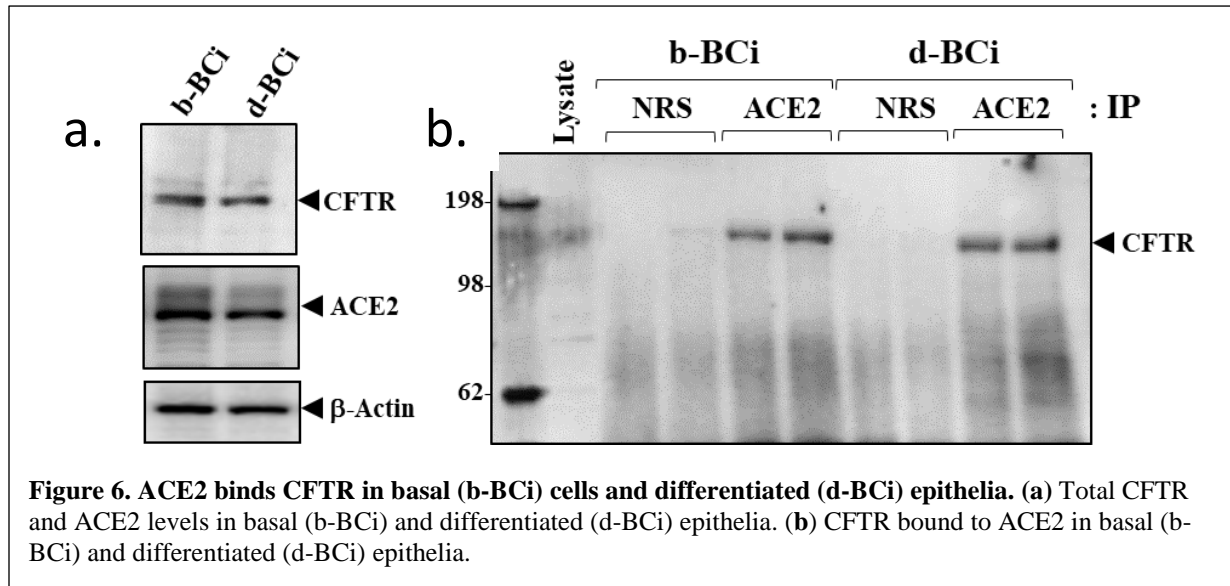 a.
b-BCi d-BCi
CFTR
ACE2
β-Actin
b.
b-BCi d-BCi
Lysate NRS ACE2 NRS ACE2 : IP
198-
98-
62-
CFTR
Figure 6. ACE2 binds CFTR in basal (b-BCi) cells and differentiated (d-BCi) epithelia. (a) Total CFTR
and ACE2 levels in basal (b-BCi) and differentiated (d-BCi) epithelia. (b) CFTR bound to ACE2 in basal (b-
BCi) and differentiated (d-BCi) epithelia.